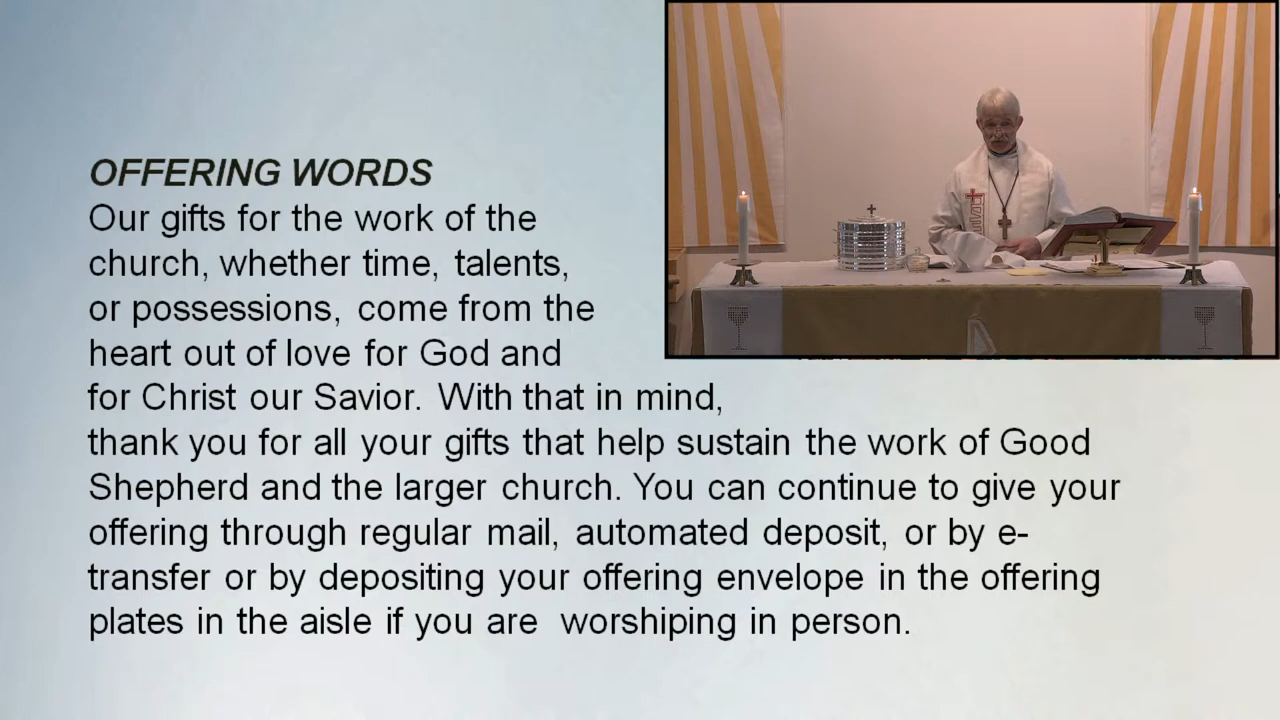 OFFERING WORDS
Our gifts for the work of the
church, whether time, talents,
or possessions, come from the
heart out of love for God and
for Christ our Savior. With that in mind,
thank you for all your gifts that help sustain the work of Good
Shepherd and the larger church. You can continue to give your
offering through regular mail, automated deposit, or by e-
transfer or by depositing your offering envelope in the offering
plates in the aisle if you are worshiping in person.